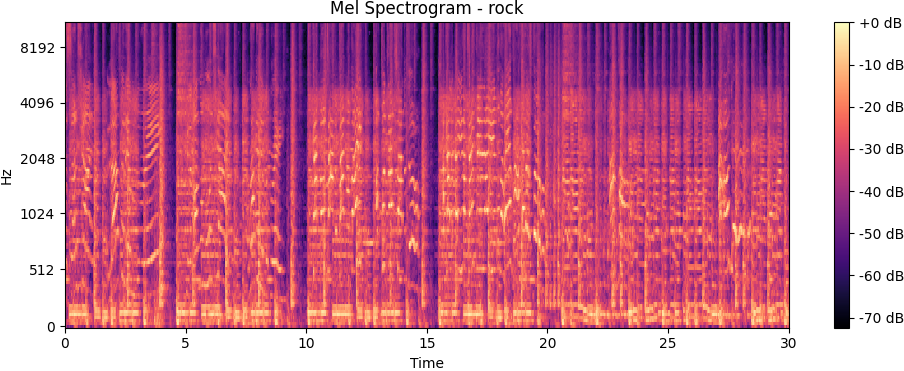 Mel Spectrogram - rock
Hz
8192
4096
2048
1024
512
0
0 5 10 15 20 25 30
Time
+0 dB
-10 dB
-20 dB
-30 dB
-40 dB
-50 dB
-60 dB
-70 dB